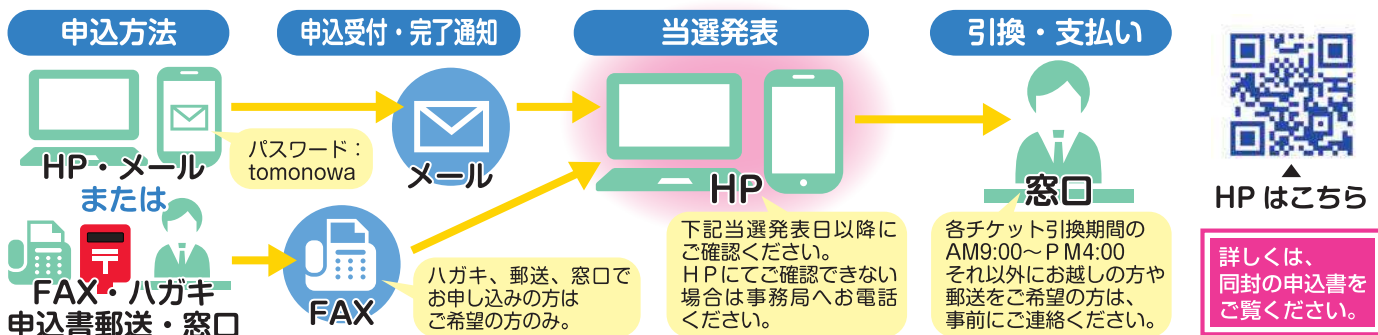 申込方法
HP・メール
パスワード：
tomonowa
または
FAX・ハガキ
申込書郵送・窓口
申込受付・完了通知
メール
FAX
ハガキ、郵送、窓口で
お申し込みの方は
ご希望の方のみ。
当選発表
HP
下記当選発表日以降に
ご確認ください。
ＨＰにてご確認できない
場合は事務局へお電話
ください。
引換・支払い
窓口
各チケット引換期間の
AM9:00〜ＰM4:00
それ以外にお越しの方や
郵送をご希望の方は、
事前にご連絡ください。
▲
HP はこちら
詳しくは、
同封の申込書を
ご覧ください。